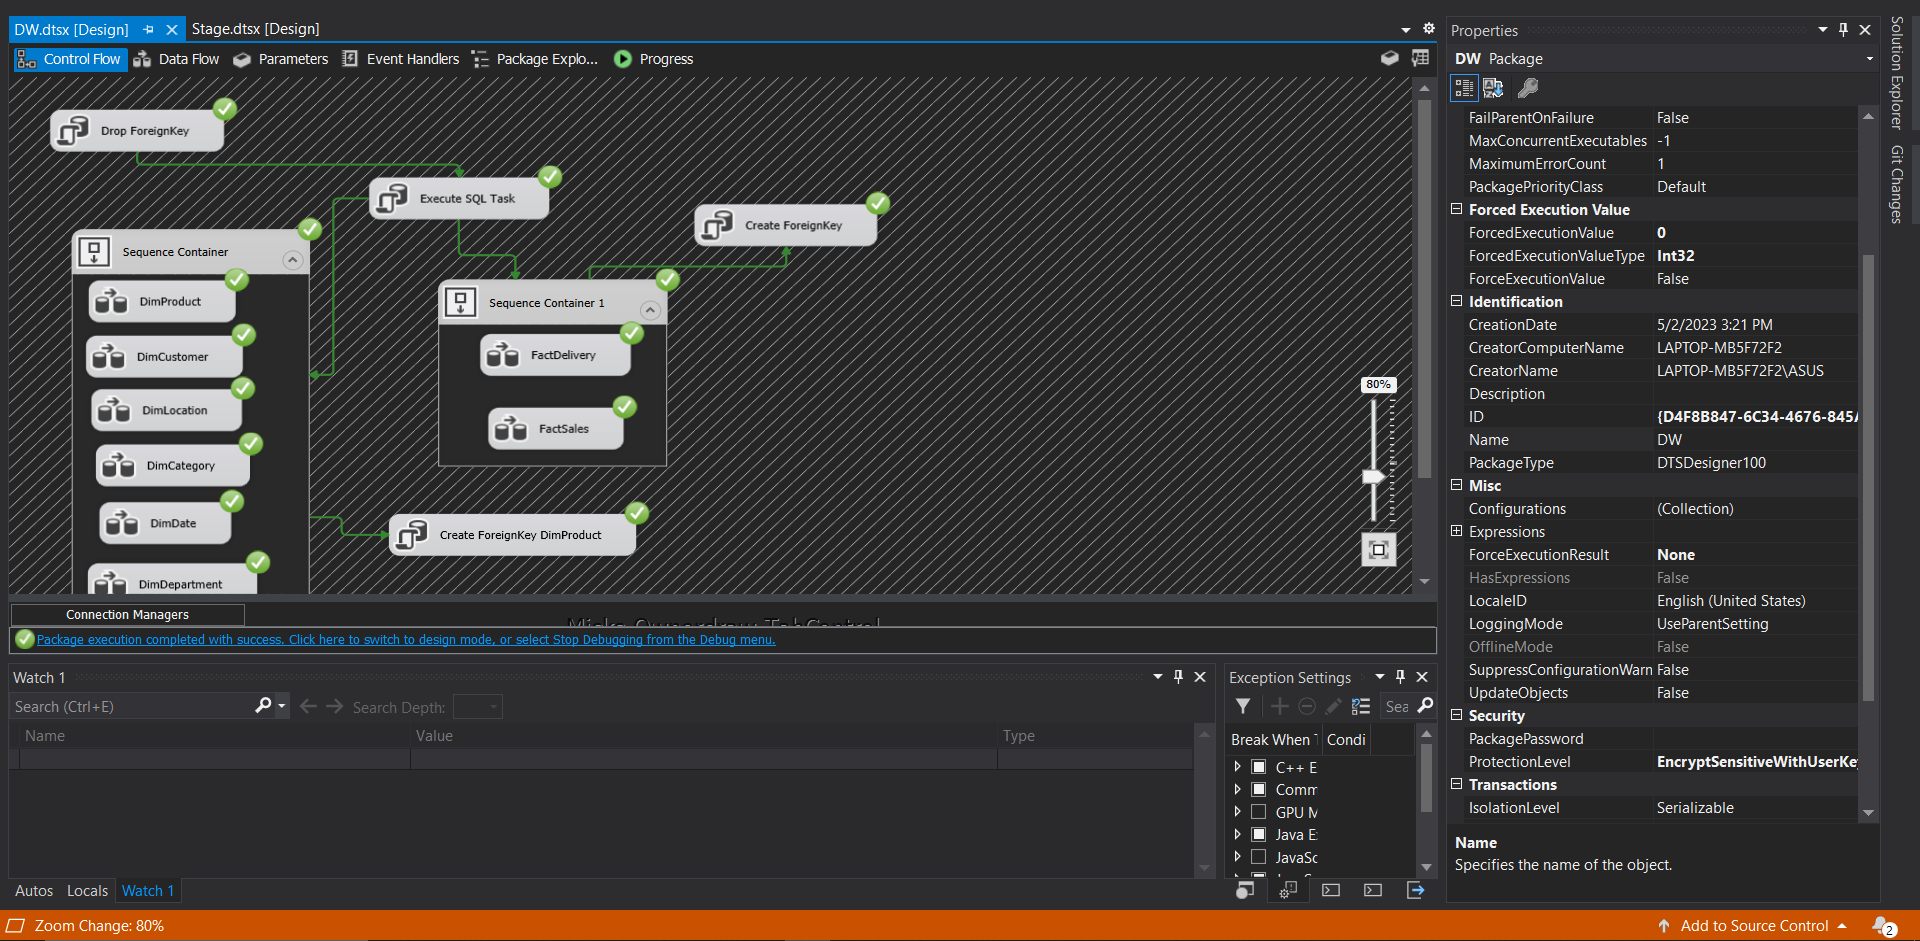 DW.dtsx [Design]
Stage.dtsx [Design]
Control Flow
Data Flow
Parameters
Event Handlers
Package Explo...
Progress
Drop ForeignKey
Execute SQL Task
Create ForeignKey
Sequence Container
DimProduct
DimCustomer
DimLocation
DimCategory
DimDate
DimDepartment
Sequence Container 1
FactDelivery
FactSales
Create ForeignKey DimProduct
80%
Connection Managers
Package execution completed with success. Click here to switch to design mode, or select Stop Debugging from the Debug menu.
Watch 1
Search (Ctrl+E)
Search Depth:
Name
Value
Type
Autos
Locals
Watch 1
Exception Settings
Sea
Break When T
Condi
C++ E
Comm
GPU M
Java E
JavaSc
Properties
DW Package
FailParentOnFailure False
MaxConcurrentExecutables -1
MaximumErrorCount 1
PackagePriorityClass Default
Forced Execution Value
ForcedExecutionValue 0
ForcedExecutionValueType Int32
ForceExecutionValue False
Identification
CreationDate 5/2/2023 3:21 PM
CreatorComputerName LAPTOP-MB5F72F2
CreatorName LAPTOP-MB5F72F2\ASUS
Description
ID {D4F8B847-6C34-4676-845A
Name DW
PackageType DTSDesigner100
Misc
Configurations (Collection)
Expressions
ForceExecutionResult None
HasExpressions False
LocaleID English (United States)
LoggingMode UseParentSetting
OfflineMode False
SuppressConfigurationWarn False
UpdateObjects False
Security
PackagePassword
ProtectionLevel EncryptSensitiveWithUserKe
Transactions
IsolationLevel Serializable
Name
Specifies the name of the object.
Solution Explorer
Git Changes
Zoom Change: 80%
Add to Source Control
2